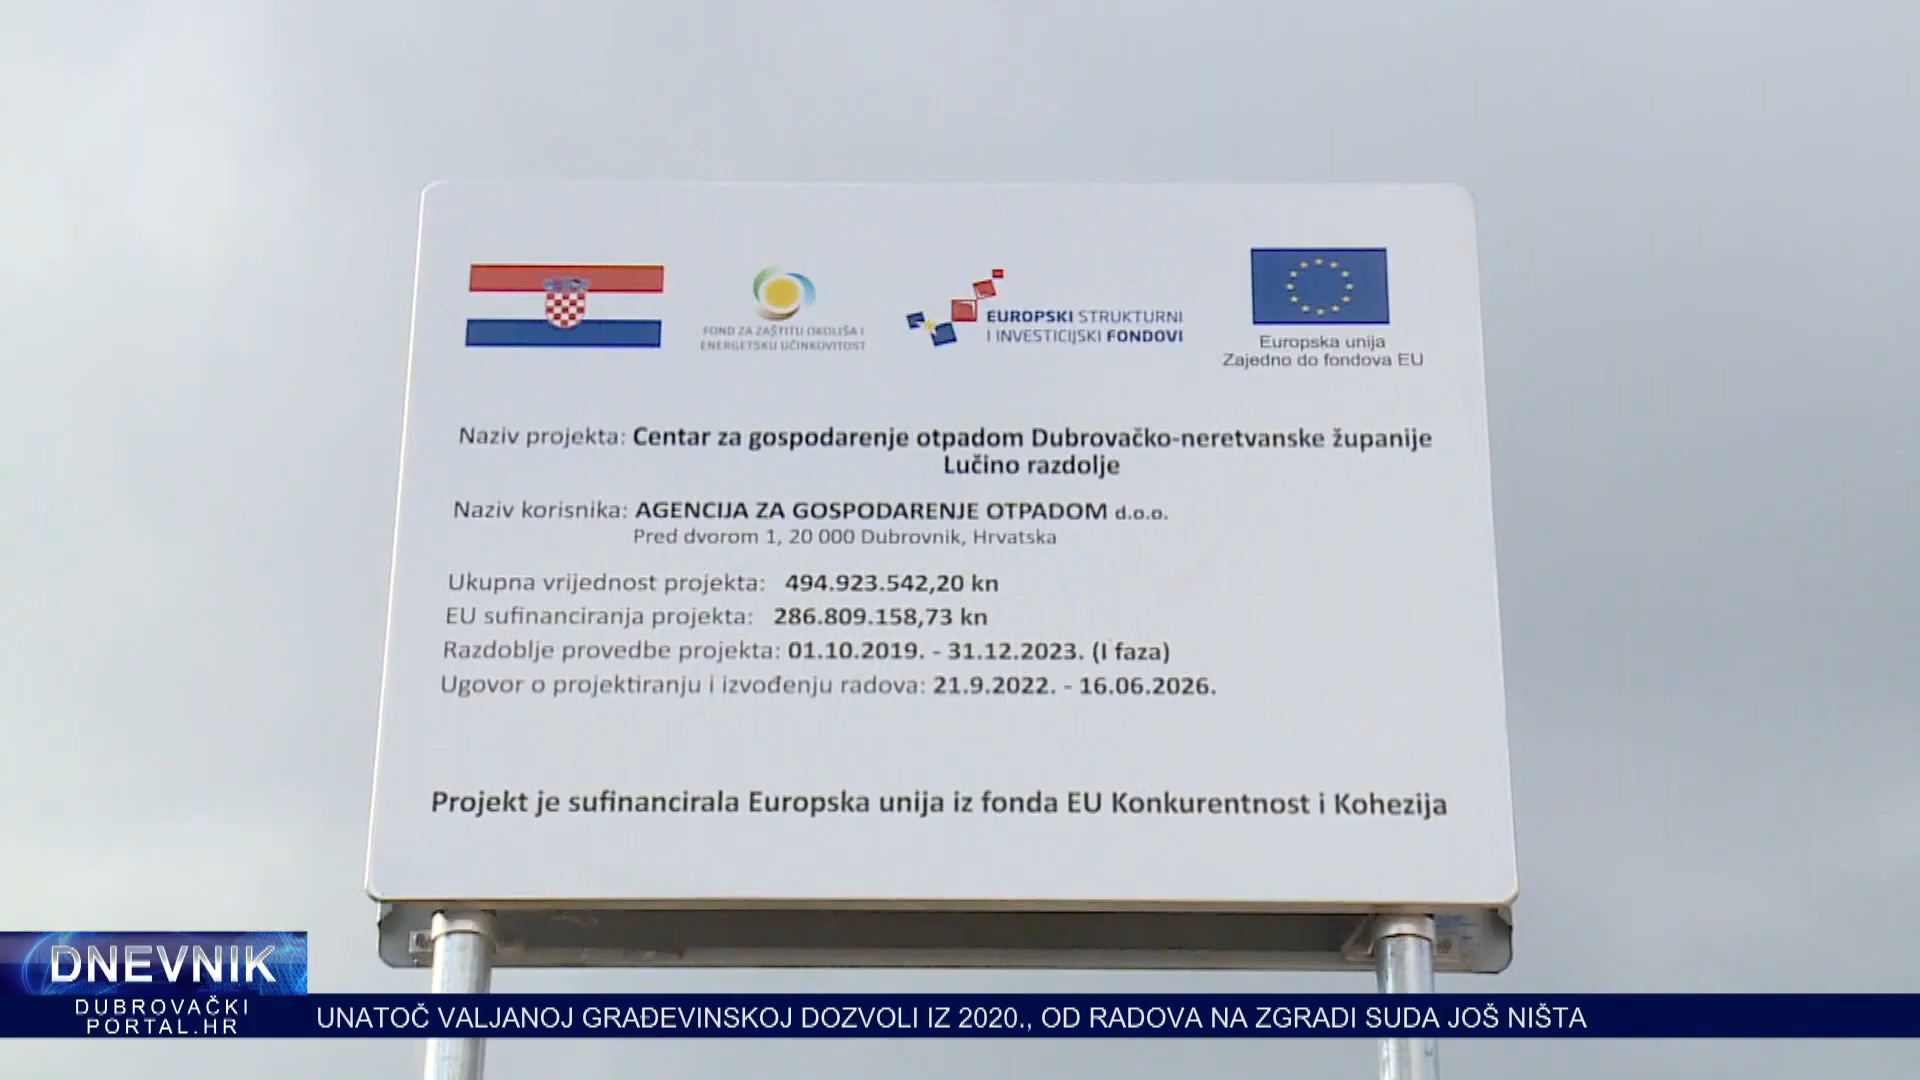 FOND ZA ZAŠTITU OKOLIŠA I
ENERGETSKU UČINKOVITOST
EUROPSKI STRUKTURNI
I INVESTICIJSKI FONDOVI
Europska unija
Zajedno do fondova EU
Naziv projekta: Centar za gospodarenje otpadom Dubrovačko-neretvanske županije
Lučino razdolje
Naziv korisnika: AGENCIJA ZA GOSPODARENJE OTPADOM d.o.o.
Pred dvorom 1, 20 000 Dubrovnik, Hrvatska
Ukupna vrijednost projekta: 494.923.542,20 kn
EU sufinanciranja projekta: 286.809.158,73 kn
Razdoblje provedbe projekta: 01.10.2019. - 31.12.2023. (I faza)
Ugovor o projektiranju i izvođenju radova: 21.9.2022. - 16.06.2026.
Projekt je sufinancirala Europska unija iz fonda EU Konkurentnost i Kohezija
DNEVNIK
DUBROVAČKI
PORTAL.HR
UNATOČ VALJANOJ GRAĐEVINSKOJ DOZVOLI IZ 2020., OD RADOVA NA ZGRADI SUDA JOŠ NIŠTA